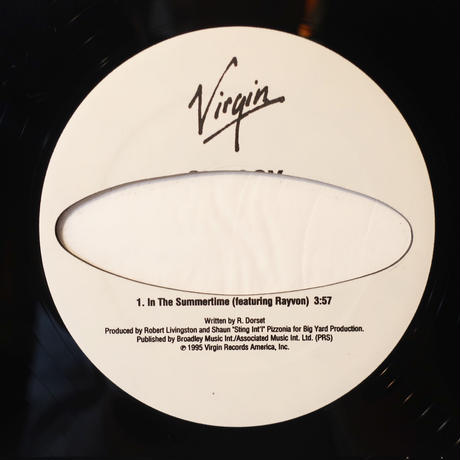 Virgin
1. In The Summertime (featuring Rayvon) 3:57
Written by R. Dorset
Produced by Robert Livingston and Shaun "Sting Int'l" Pizzonia for Big Yard Production.
Published by Broadley Music Int./Associated Music Int. Ltd. (PRS)
℗ 1995 Virgin Records America, Inc.